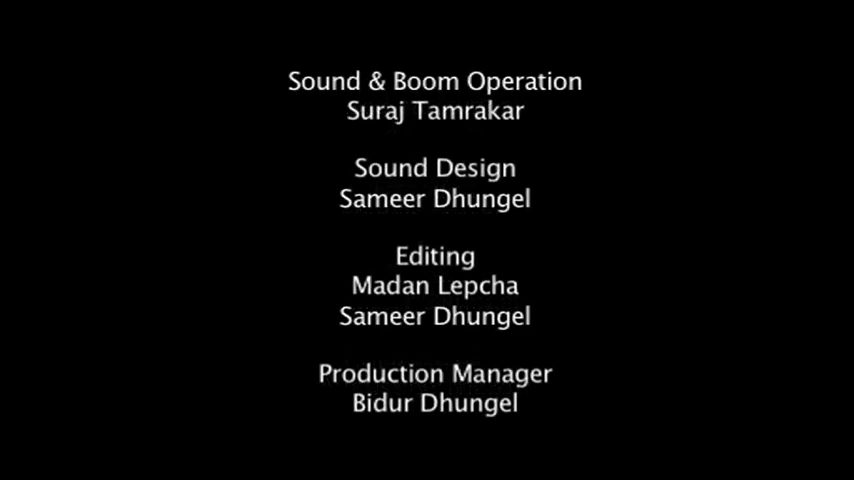 Sound & Boom Operation
Suraj Tamrakar
Sound Design
Sameer Dhungel
Editing
Madan Lepcha
Sameer Dhungel
Production Manager
Bidur Dhungel